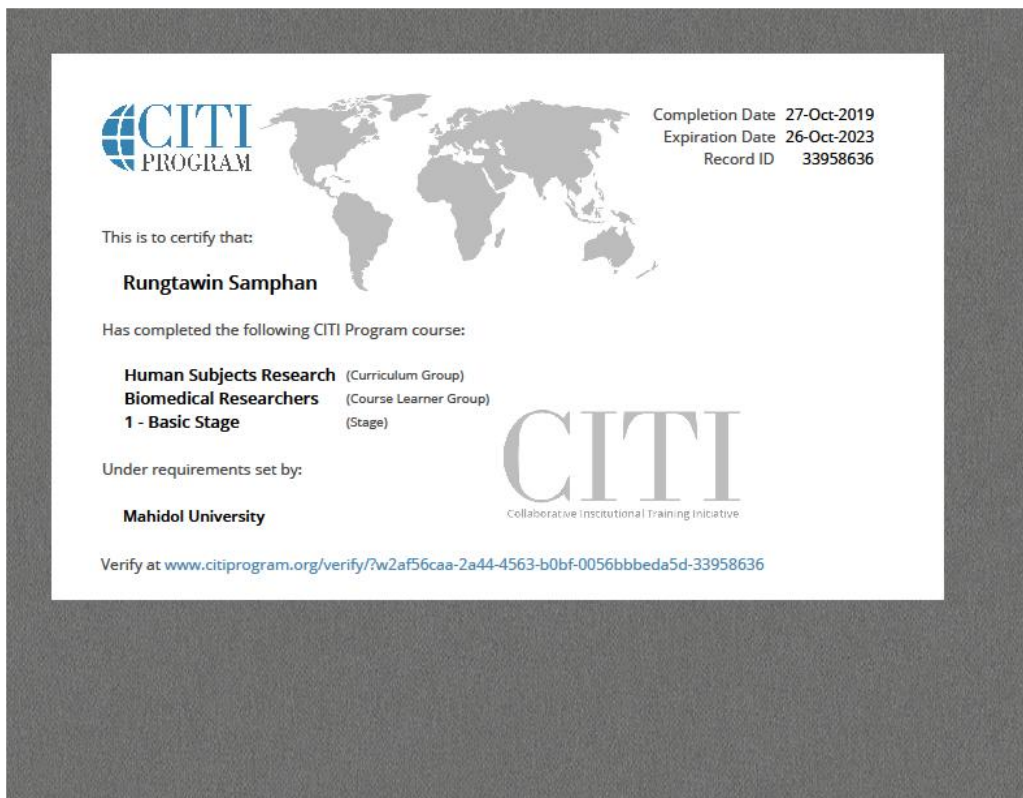 CITI
PROGRAM
Completion Date 27-Oct-2019
Expiration Date 26-Oct-2023
Record ID 33958636
This is to certify that:
Rungtawin Samphan
Has completed the following CITI Program course:
Human Subjects Research (Curriculum Group)
Biomedical Researchers (Course Learner Group)
1 - Basic Stage (Stage)
Under requirements set by:
Mahidol University
CITI
Collaborative Institutional Training Initiative
Verify at www.citiprogram.org/verify/?w2af56caa-2a44-4563-b0bf-0056bbbeda5d-33958636